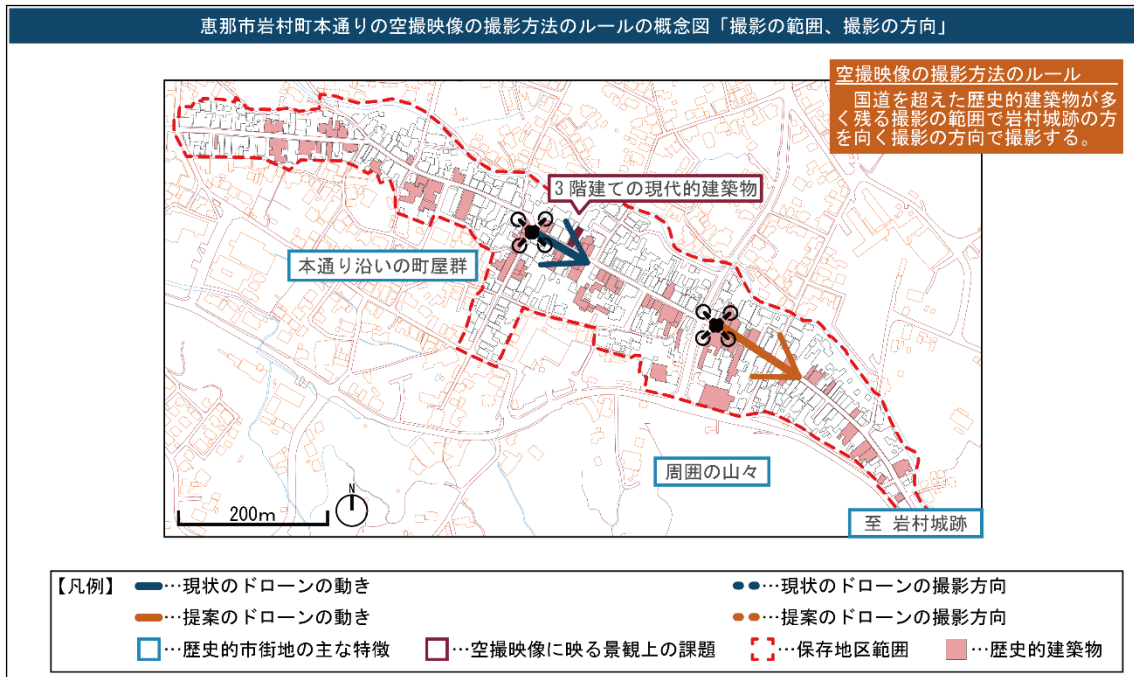 恵那市岩村町本通りの空撮映像の撮影方法のルールの概念図「撮影の範囲、撮影の方向」
空撮映像の撮影方法のルール
国道を超えた歴史的建築物が多
く残る撮影の範囲で岩村城跡の方
を向く撮影の方向で撮影する。
3階建ての現代的建築物
本通り沿いの町屋群
周囲の山々
200m
N
至 岩村城跡
【凡例】
…現状のドローンの動き
…現状のドローンの撮影方向
…提案のドローンの動き
…提案のドローンの撮影方向
…歴史的市街地の主な特徴
…空撮映像に映る景観上の課題
…保存地区範囲
…歴史的建築物